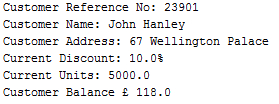 Customer Reference No: 23901
Customer Name: John Hanley
Customer Address: 67 Wellington Palace
Current Discount: 10.0%
Current Units: 5000.0
Customer Balance £ 118.0